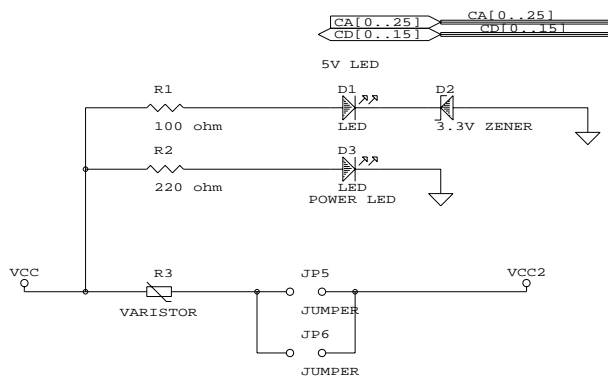 CA[0..25] CA[0..25]
CD[0..15] CD[0..15]
5V LED
R1 D1 D2
100 ohm LED 3.3V ZENER
R2 D3
220 ohm LED
POWER LED
VCC R3 JP5 VCC2
VARISTOR JUMPER
JP6
JUMPER